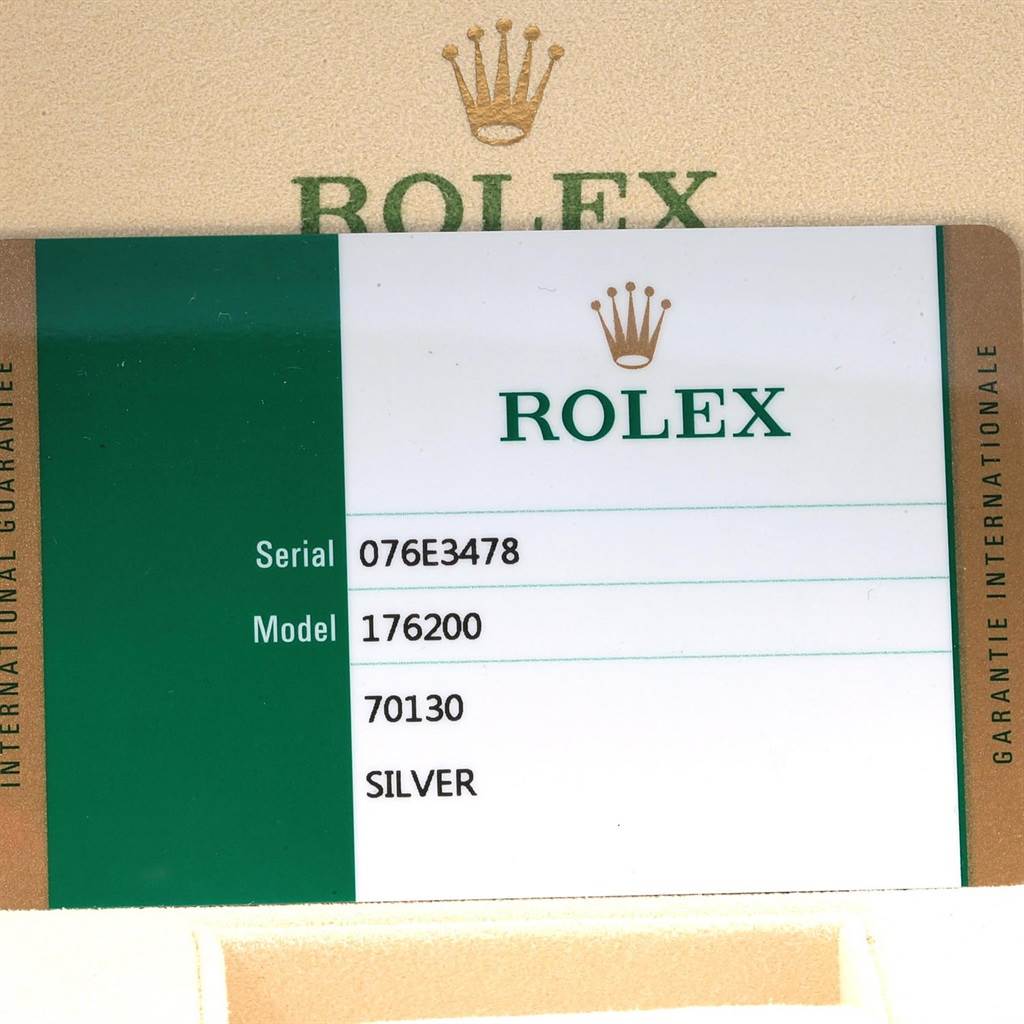 ROLEX
ROLEX
INTERNATIONAL GUARANTEE
Serial 076E3478
Model 176200
70130
SILVER
GARANTIE INTERNATIONALE